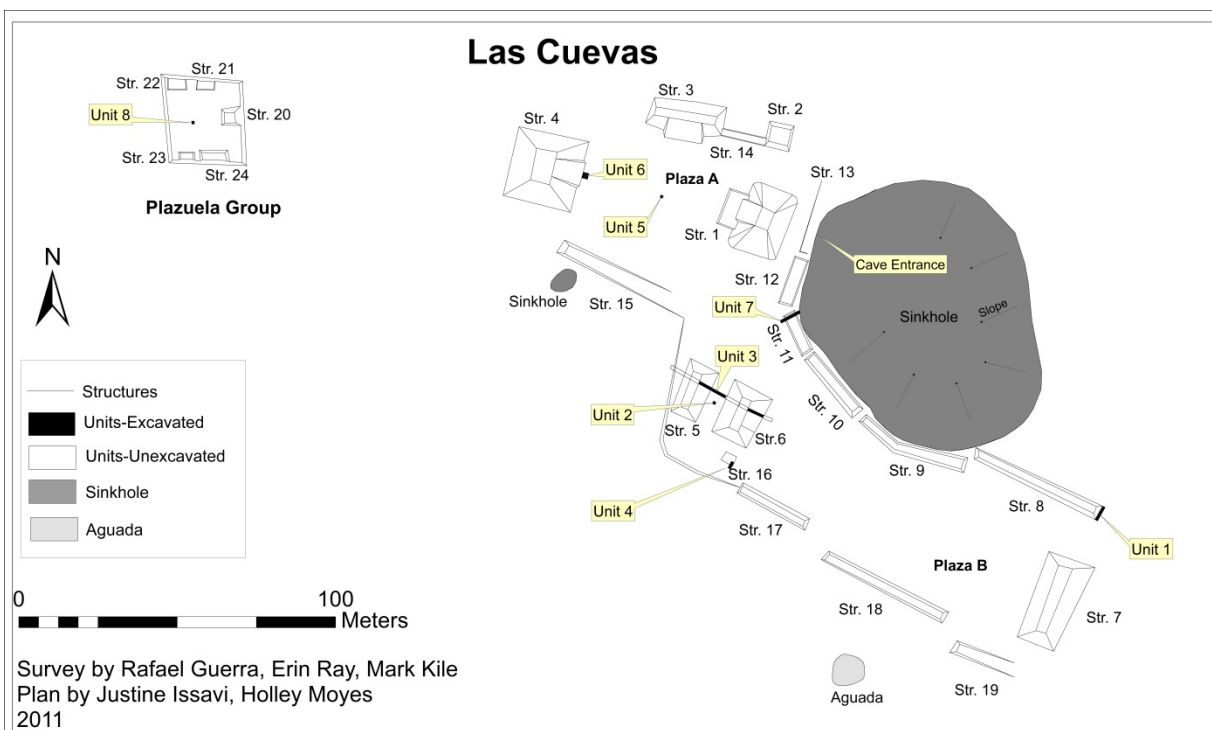 Las Cuevas
Str. 21
Str. 22
Unit 8
Str. 20
Str. 23
Str. 24
Plazuela Group
Str. 3
Str. 2
Str. 4
Str. 14
Unit 6
Str. 13
Plaza A
Unit 5
Str. 1
Cave Entrance
Str. 12
Sinkhole
Str. 15
Unit 7
Sinkhole
Slope
Str. 11
Unit 3
Unit 2
Str. 5
Str.6
Str. 10
Str. 9
Str. 16
Unit 4
Str. 17
Str. 8
Unit 1
Plaza B
Str. 18
Str. 7
Str. 19
Aguada
N
Structures
Units-Excavated
Units-Unexcavated
Sinkhole
Aguada
0 100
Meters
Survey by Rafael Guerra, Erin Ray, Mark Kile
Plan by Justine Issavi, Holley Moyes
2011